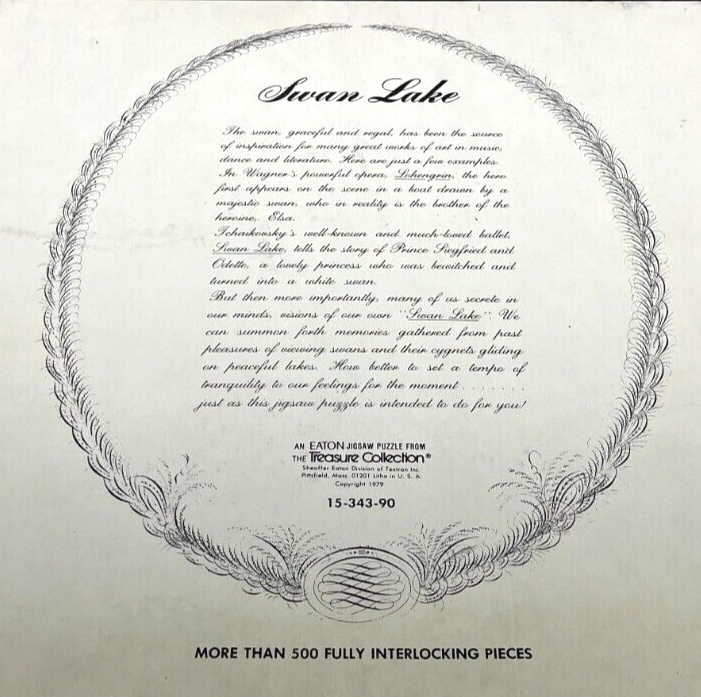 Swan Lake
The swan, graceful and regal, has been the source
of inspiration for many great works of art in music,
dance and literature. Here are just a few examples.
In Wagner's powerful opera, Lohengrin, the hero
first appears on the scene in a boat drawn by a
majestic swan, who in reality is the brother of the
heroine, Elsa.
Tchaikowsky's well-known and much-loved ballet,
Swan Lake, tells the story of Prince Siegfried and
Odette, a lovely princess who was bewitched and
turned into a white swan.
But then more importantly, many of us secrete in
our minds, visions of our own "Swan Lake". We
can summon forth memories gathered from past
pleasures of viewing swans and their cygnets gliding
on peaceful lakes. How better to set a tempo of
tranquility to our feelings for the moment . . . . . . .
just as this jigsaw puzzle is intended to do for you!
AN EATON JIGSAW PUZZLE FROM
THE Treasure Collection®
Sheaffer Eaton Division of Textron Inc.
Pittsfield, Mass. 01201 Litho in U. S. A.
Copyright 1979
15-343-90
MORE THAN 500 FULLY INTERLOCKING PIECES